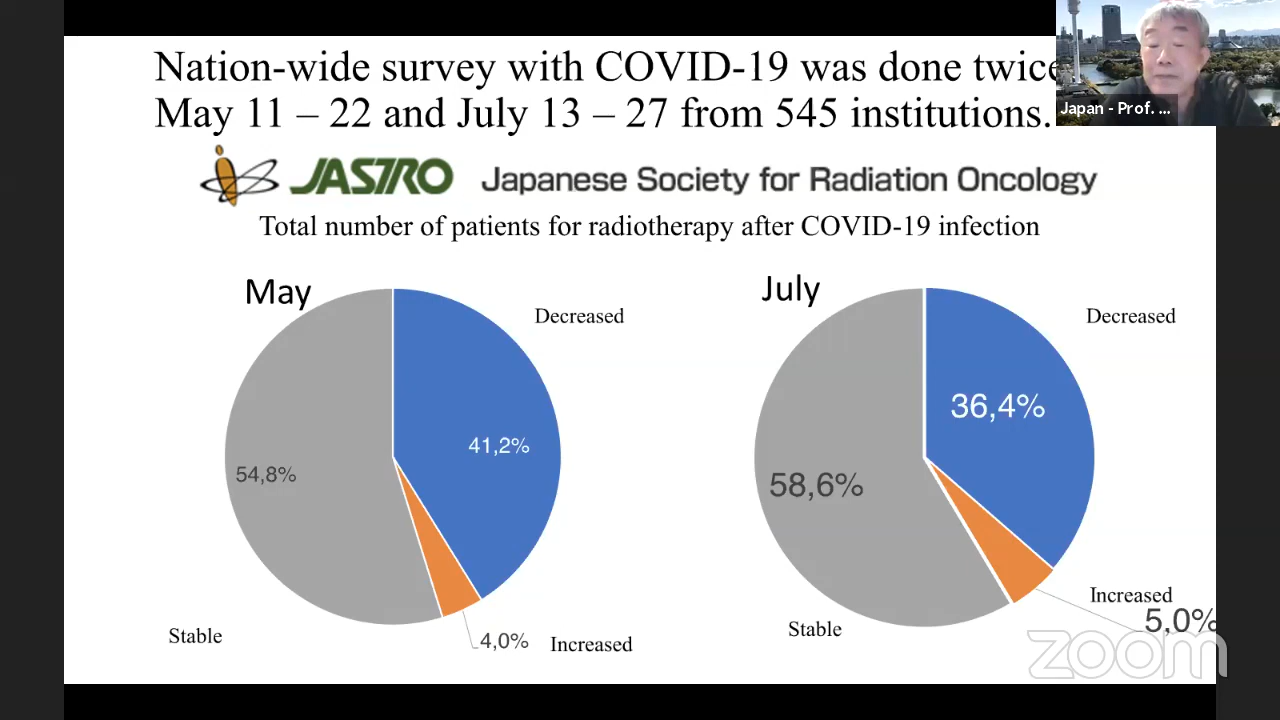 Nation-wide survey with COVID-19 was done twice
May 11 – 22 and July 13 – 27 from 545 institutions.
Japan - Prof. ...
JASTRO Japanese Society for Radiation Oncology
Total number of patients for radiotherapy after COVID-19 infection
May
Decreased
41,2%
54,8%
Stable
4,0% Increased
July
Decreased
36,4%
58,6%
Stable
Increased
5,0%
zoom